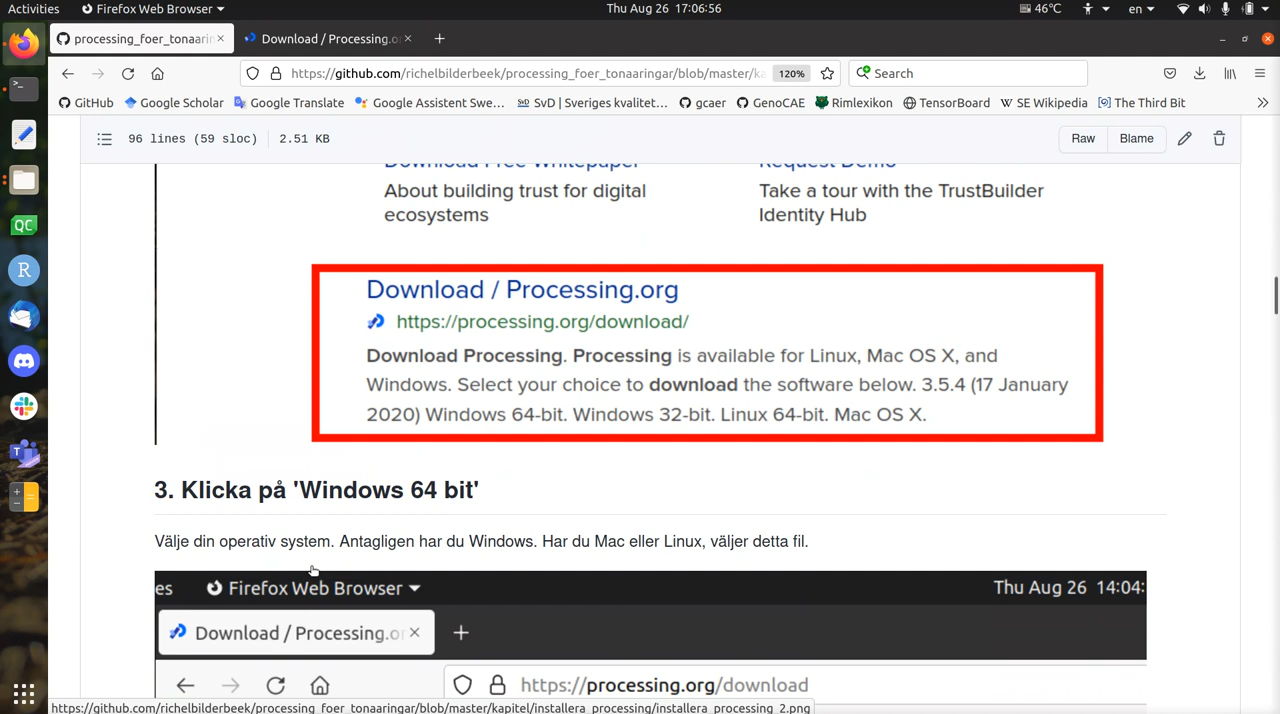 Activities Firefox Web Browser Thu Aug 26 17:06:56 46°C en
processing_foer_tonaarin Download / Processing.o
https://github.com/richelbilderbeek/processing_foer_tonaaringar/blob/master/ka 120% Search
GitHub Google Scholar Google Translate Google Assistent Swe… SvD | Sveriges kvalitet… gcaer GenoCAE Rimlexikon TensorBoard SE Wikipedia The Third Bit
96 lines (59 sloc) 2.51 KB Raw Blame
Download Free Whitepaper Request Demo
About building trust for digital Take a tour with the TrustBuilder
ecosystems Identity Hub
Download / Processing.org
https://processing.org/download/
Download Processing. Processing is available for Linux, Mac OS X, and
Windows. Select your choice to download the software below. 3.5.4 (17 January
2020) Windows 64-bit. Windows 32-bit. Linux 64-bit. Mac OS X.
3. Klicka på 'Windows 64 bit'
Välje din operativ system. Antagligen har du Windows. Har du Mac eller Linux, väljer detta fil.
es Firefox Web Browser Thu Aug 26 14:04:
Download / Processing.o
https://processing.org/download
https://github.com/richelbilderbeek/processing_foer_tonaaringar/blob/master/kapitel/installera_processing/installera_processing_2.png